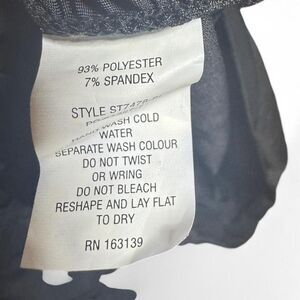 93% POLYESTER
7% SPANDEX
STYLE ST7478
HAND WASH COLD
WATER
SEPARATE WASH COLOUR
DO NOT TWIST
OR WRING
DO NOT BLEACH
RESHAPE AND LAY FLAT
TO DRY
RN 163139